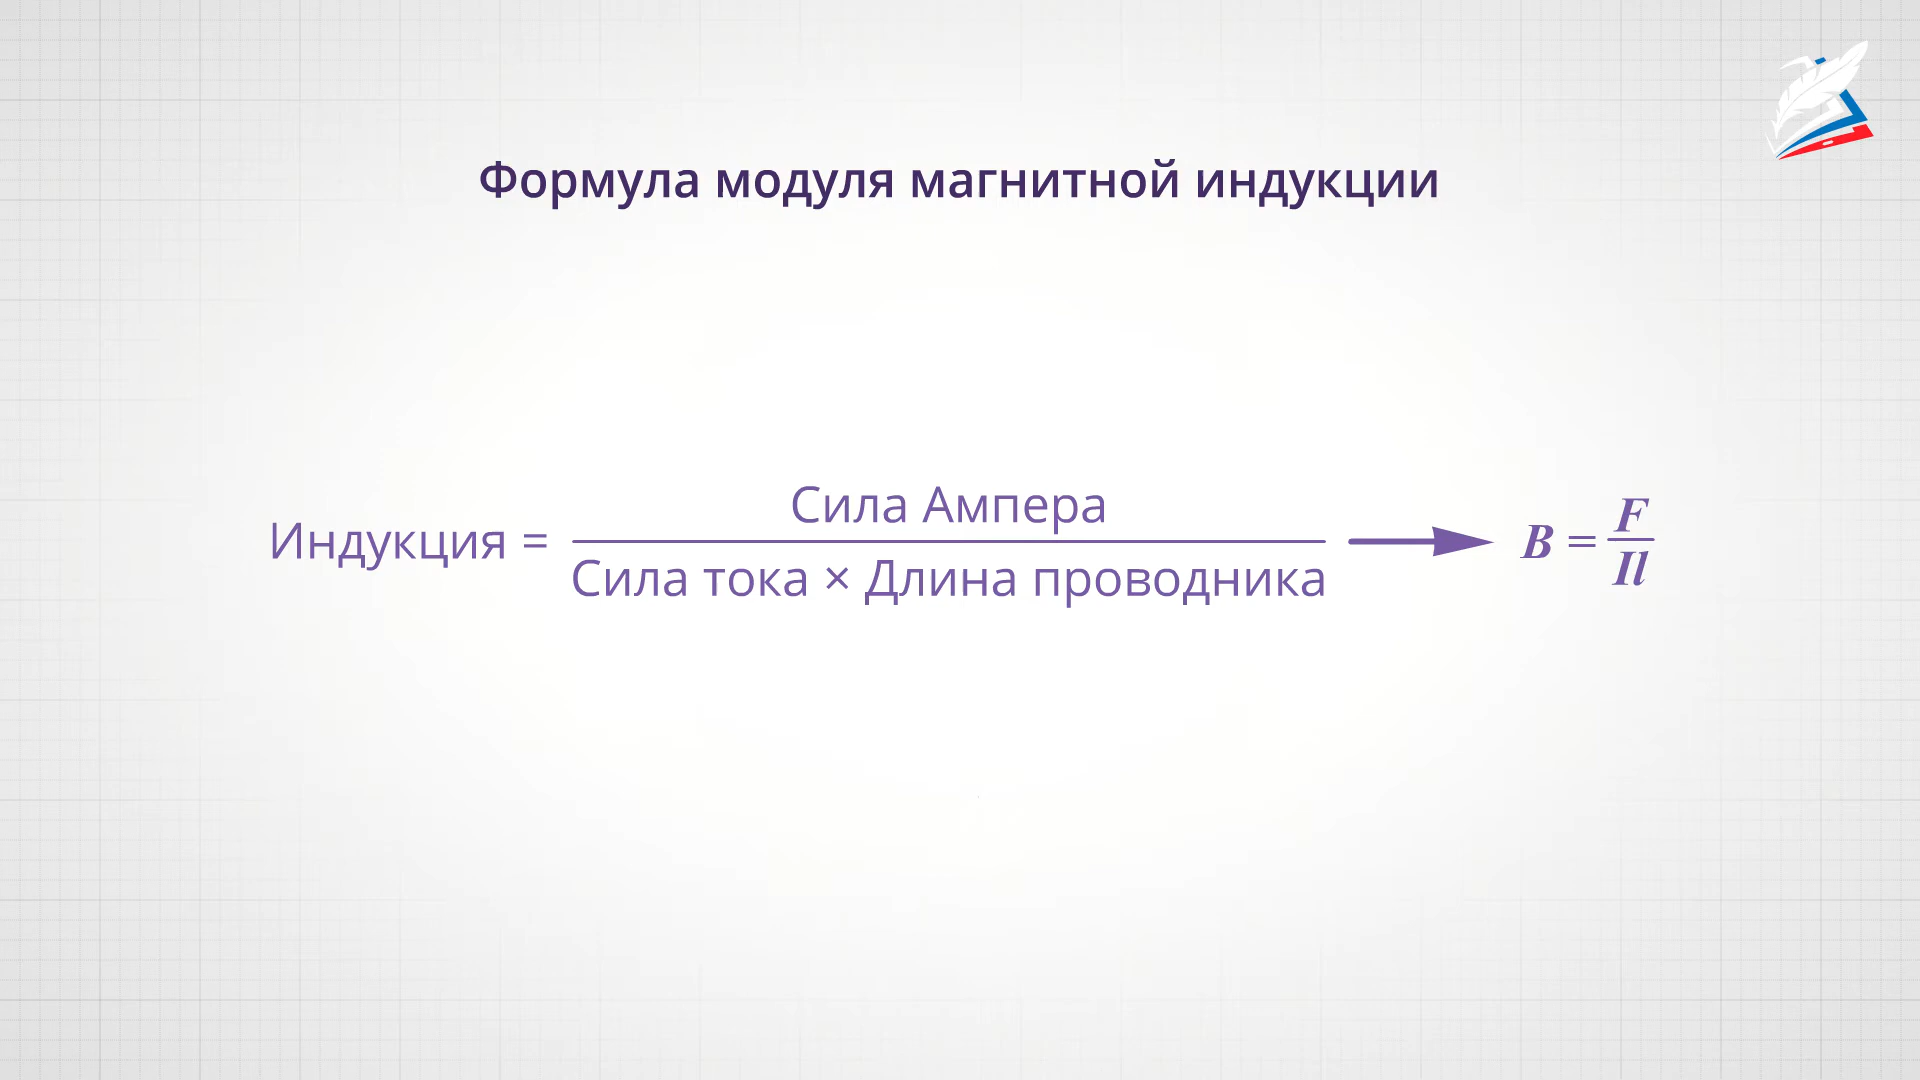 Формула модуля магнитной индукции
Индукция = Сила Ампера
Сила тока × Длина проводника
B = F
Il